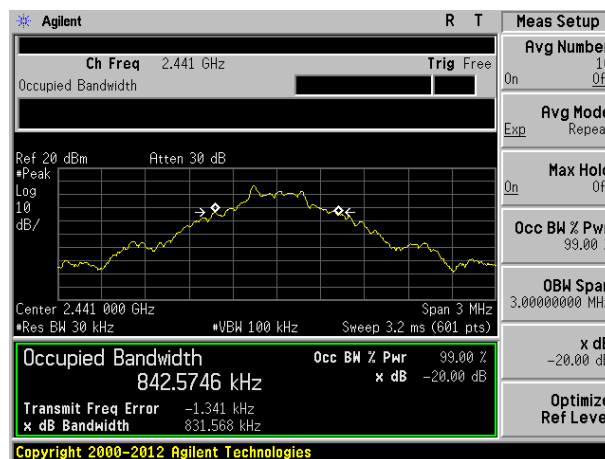 Agilent R T
Ch Freq 2.441 GHz Trig Free
Occupied Bandwidth
Ref 20 dBm Atten 30 dB
#Peak
Log
10
dB/
Center 2.441 000 GHz Span 3 MHz
#Res BW 30 kHz #VBW 100 kHz Sweep 3.2 ms (601 pts)
Occupied Bandwidth Occ BW % Pwr 99.00 %
842.5746 kHz x dB -20.00 dB
Transmit Freq Error -1.341 kHz
x dB Bandwidth 831.568 kHz
Copyright 2000-2012 Agilent Technologies
Meas Setup
Avg Number
On
Avg Mode
Exp Repea
Max Hold
On
Occ BW % Pwr
99.00
OBW Span
3.00000000 MH
x dB
-20.00 dB
Optimize
Ref Level